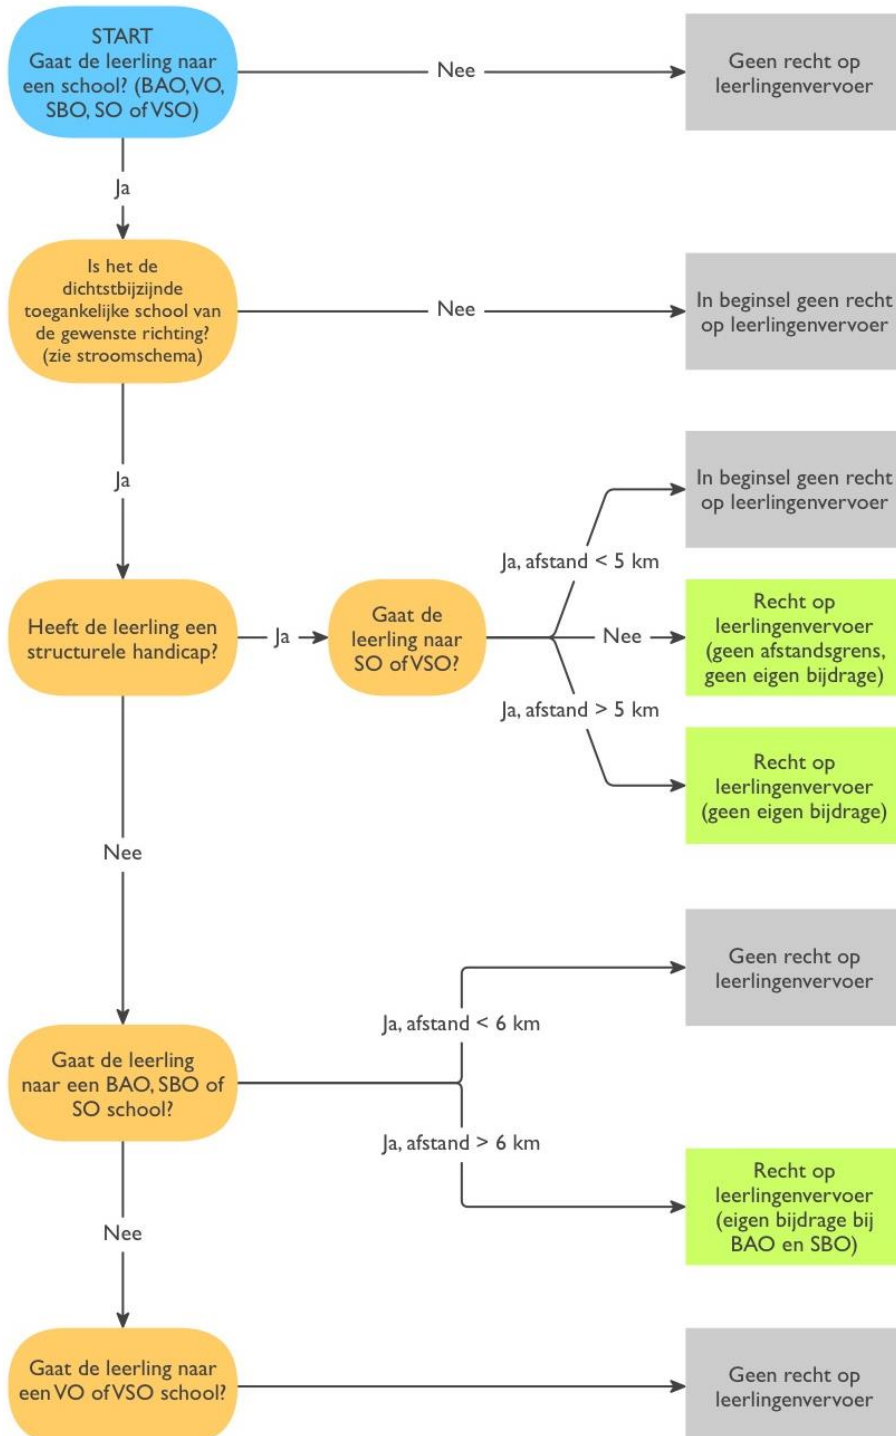 START
Gaat de leerling naar
een school? (BAO, VO,
SBO, SO of VSO)
Nee
Geen recht op
leerlingenvervoer
Ja
Is het de
dichtstbijzijnde
toegankelijke school van
de gewenste richting?
(zie stroomschema)
Nee
In beginsel geen recht
op leerlingenvervoer
Ja
In beginsel geen recht
op leerlingenvervoer
Ja, afstand < 5 km
Heeft de leerling een
structurele handicap?
Ja
Gaat de
leerling naar
SO of VSO?
Nee
Recht op
leerlingenvervoer
(geen afstandsgrens,
geen eigen bijdrage)
Ja, afstand > 5 km
Recht op
leerlingenvervoer
(geen eigen bijdrage)
Nee
Geen recht op
leerlingenvervoer
Ja, afstand < 6 km
Gaat de leerling
naar een BAO, SBO of
SO school?
Ja, afstand > 6 km
Recht op
leerlingenvervoer
(eigen bijdrage bij
BAO en SBO)
Nee
Gaat de leerling naar
een VO of VSO school?
Geen recht op
leerlingenvervoer